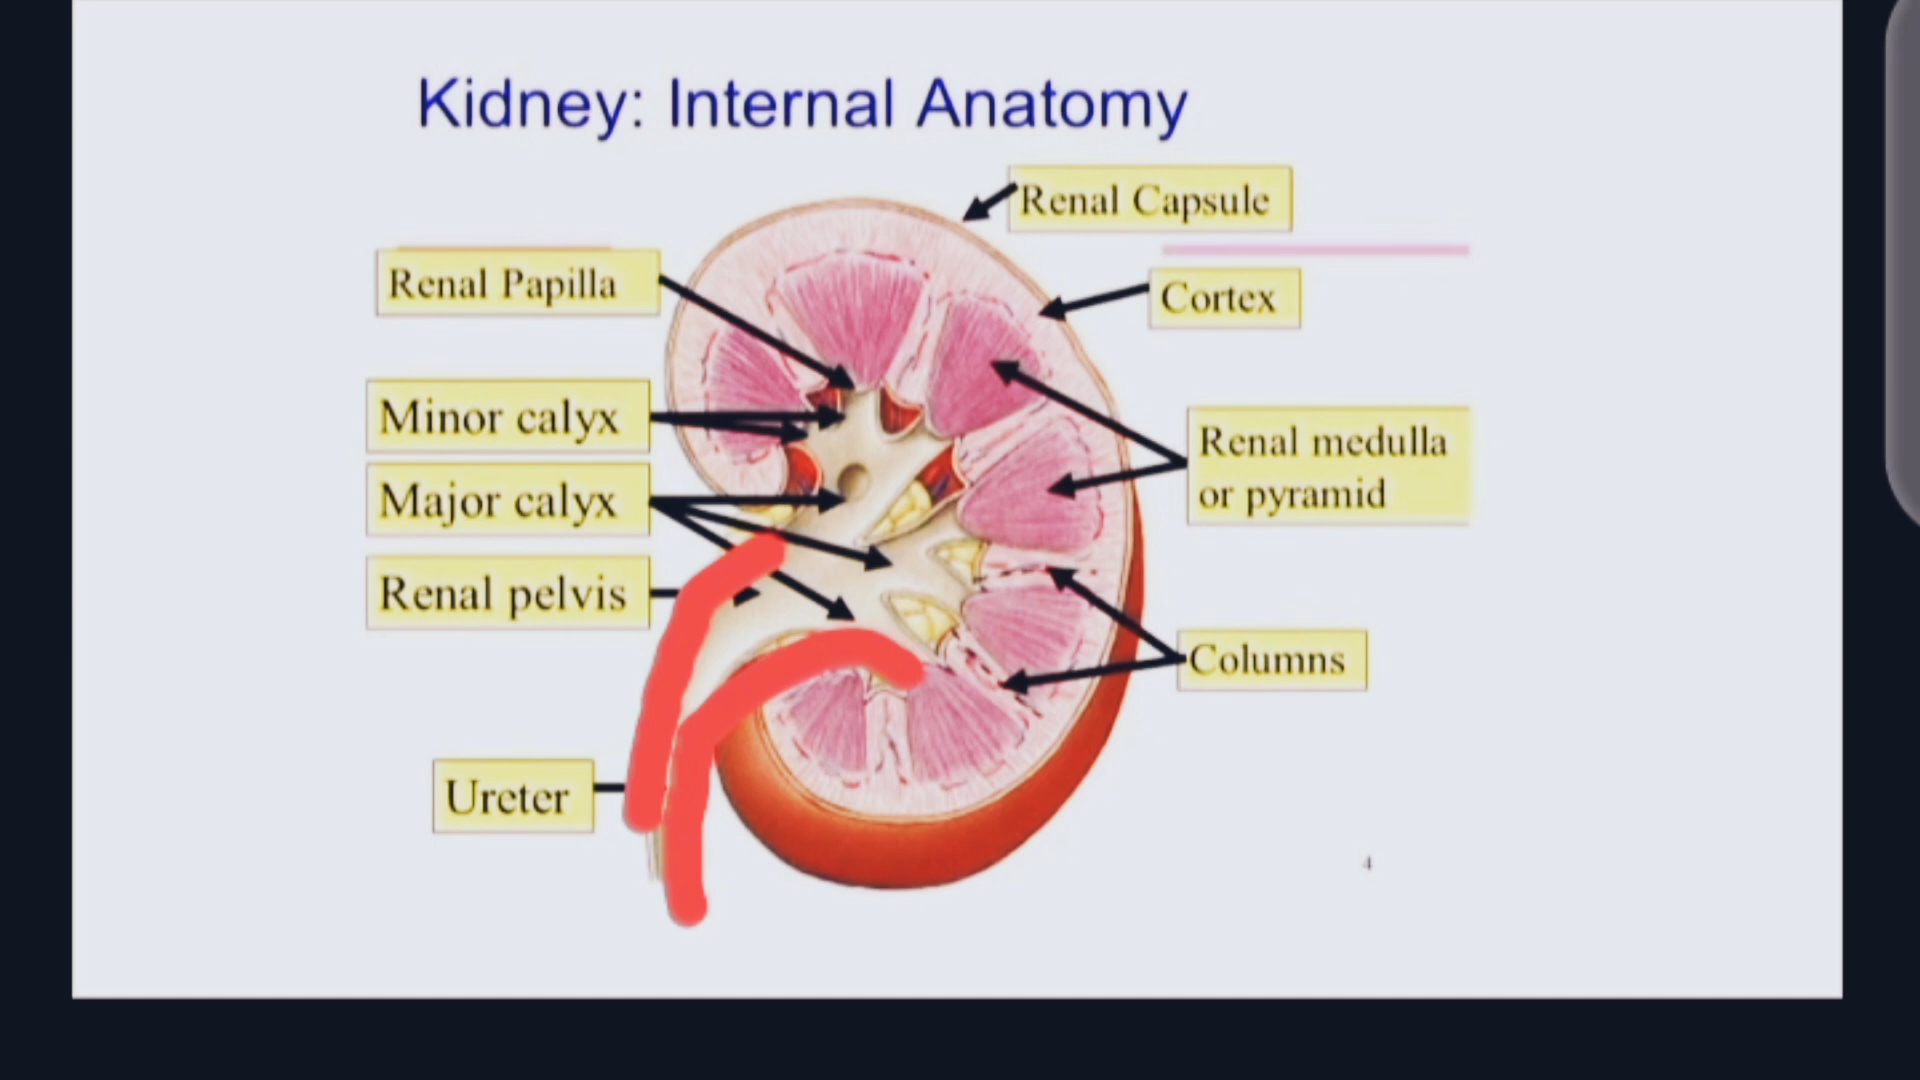 Kidney: Internal Anatomy
Renal Capsule
Renal Papilla
Cortex
Minor calyx
Renal medulla
or pyramid
Major calyx
Renal pelvis
Columns
Ureter
4